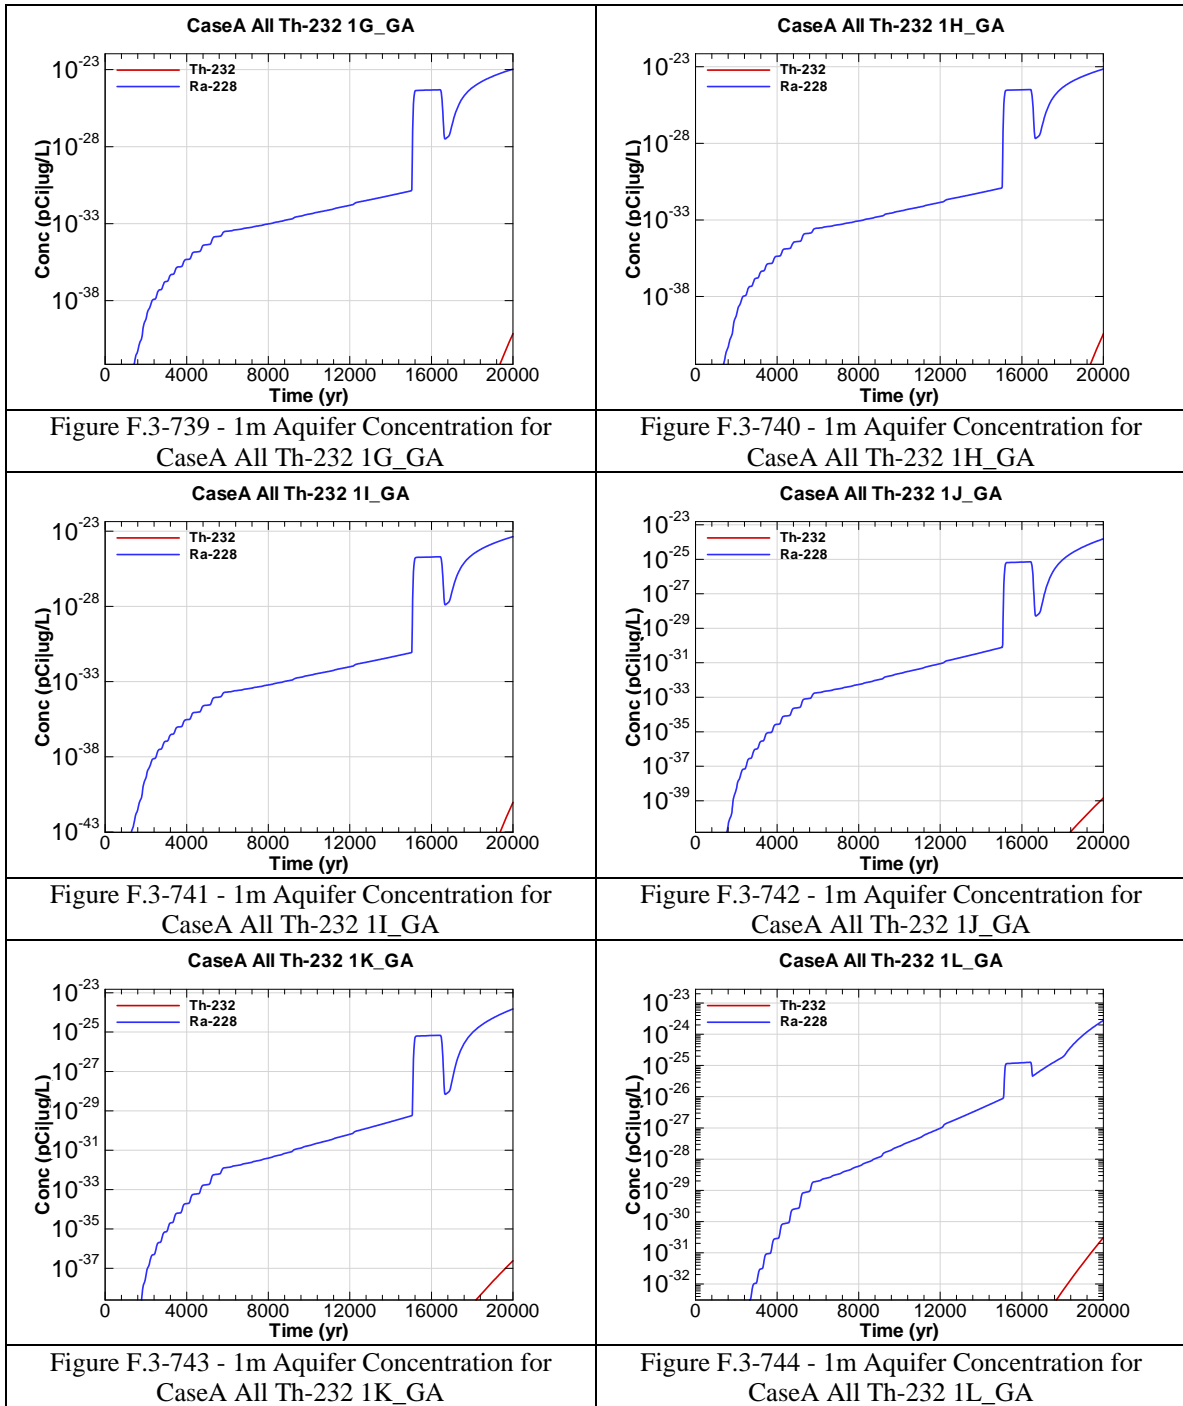 CaseA All Th-232 1G_GA
Th-232
Ra-228
Conc (pCi|ug/L)
10-23
10-28
10-33
10-38
0 4000 8000 12000 16000 20000
Time (yr)
Figure F.3-739 - 1m Aquifer Concentration for
CaseA All Th-232 1G_GA
CaseA All Th-232 1H_GA
Th-232
Ra-228
Conc (pCi|ug/L)
10-23
10-28
10-33
10-38
0 4000 8000 12000 16000 20000
Time (yr)
Figure F.3-740 - 1m Aquifer Concentration for
CaseA All Th-232 1H_GA
CaseA All Th-232 1I_GA
Th-232
Ra-228
Conc (pCi|ug/L)
10-23
10-28
10-33
10-38
10-43
0 4000 8000 12000 16000 20000
Time (yr)
Figure F.3-741 - 1m Aquifer Concentration for
CaseA All Th-232 1I_GA
CaseA All Th-232 1J_GA
Th-232
Ra-228
Conc (pCi|ug/L)
10-23
10-25
10-27
10-29
10-31
10-33
10-35
10-37
10-39
0 4000 8000 12000 16000 20000
Time (yr)
Figure F.3-742 - 1m Aquifer Concentration for
CaseA All Th-232 1J_GA
CaseA All Th-232 1K_GA
Th-232
Ra-228
Conc (pCi|ug/L)
10-23
10-25
10-27
10-29
10-31
10-33
10-35
10-37
0 4000 8000 12000 16000 20000
Time (yr)
Figure F.3-743 - 1m Aquifer Concentration for
CaseA All Th-232 1K_GA
CaseA All Th-232 1L_GA
Th-232
Ra-228
Conc (pCi|ug/L)
10-23
10-24
10-25
10-26
10-27
10-28
10-29
10-30
10-31
10-32
0 4000 8000 12000 16000 20000
Time (yr)
Figure F.3-744 - 1m Aquifer Concentration for
CaseA All Th-232 1L_GA